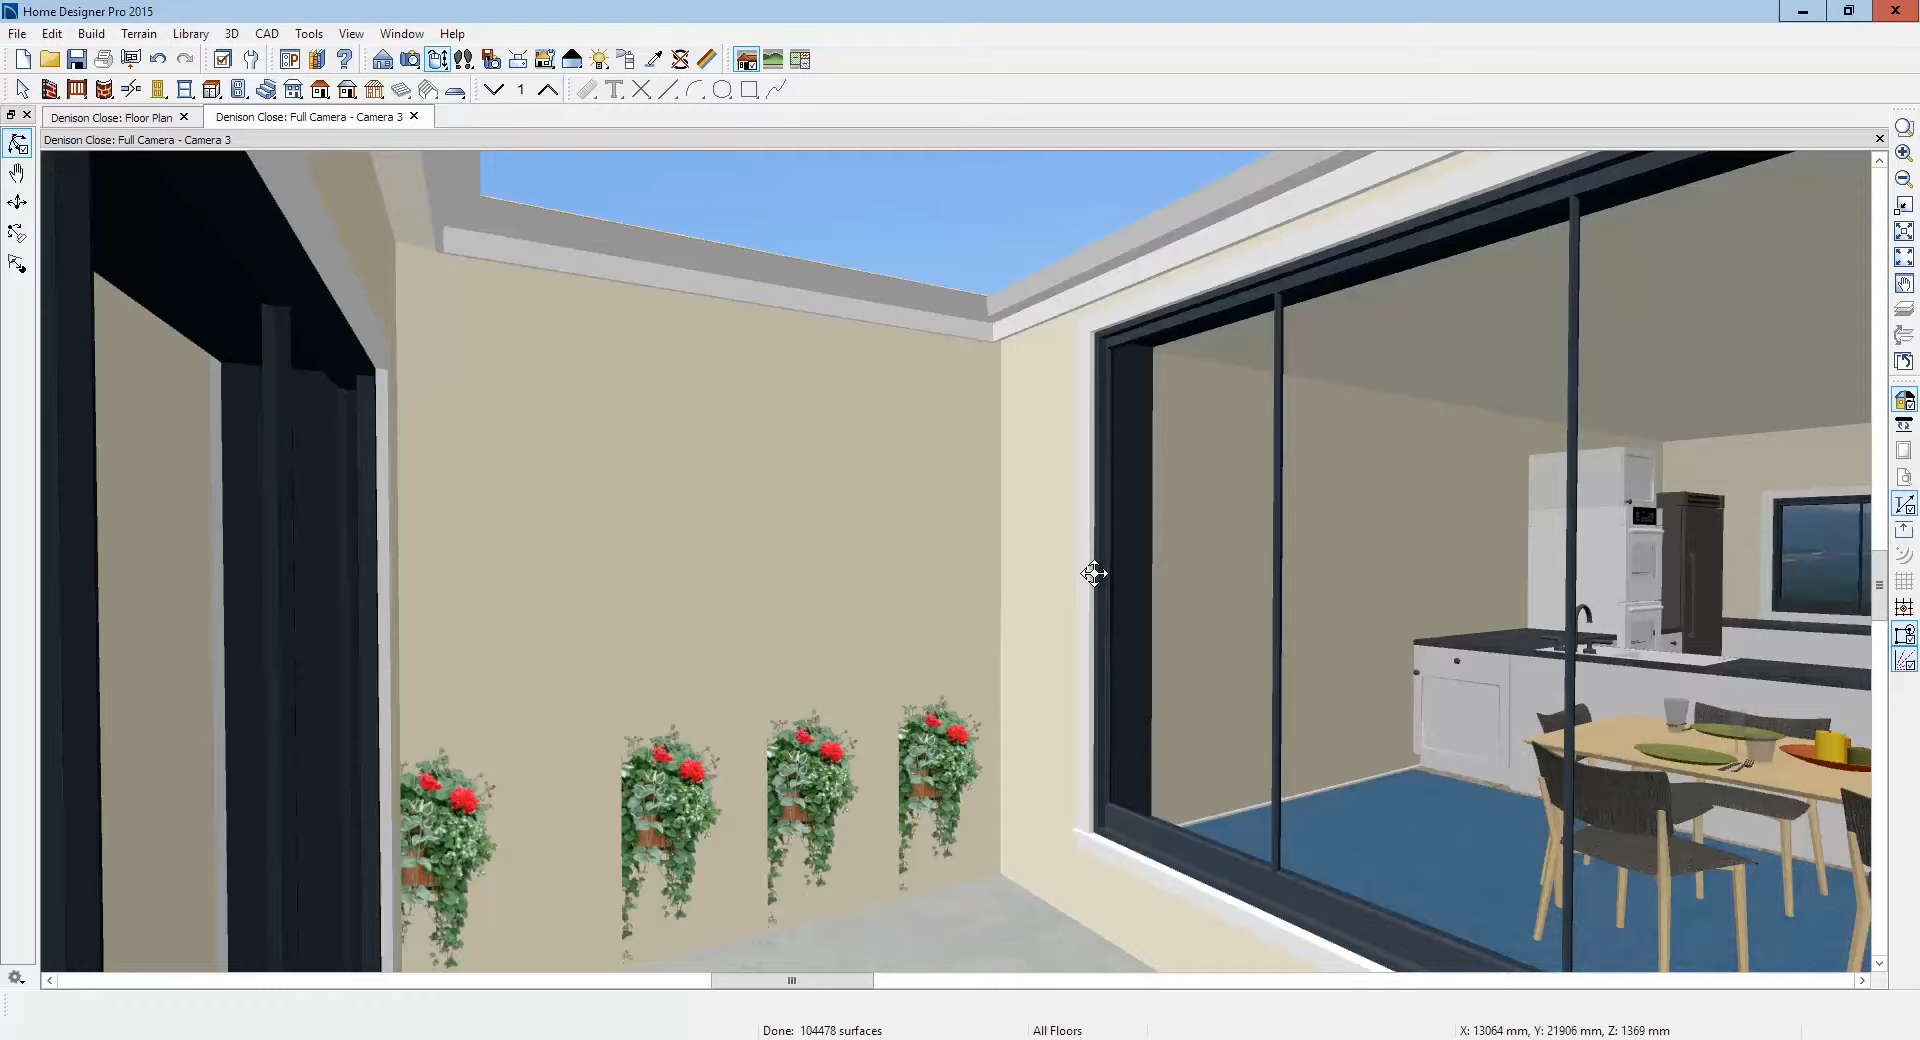 Home Designer Pro 2015
File Edit Build Terrain Library 3D CAD Tools View Window Help
1
Denison Close: Floor Plan Denison Close: Full Camera - Camera 3
Denison Close: Full Camera - Camera 3
Done: 104478 surfaces All Floors X: 13064 mm, Y: 21906 mm, Z: 1369 mm